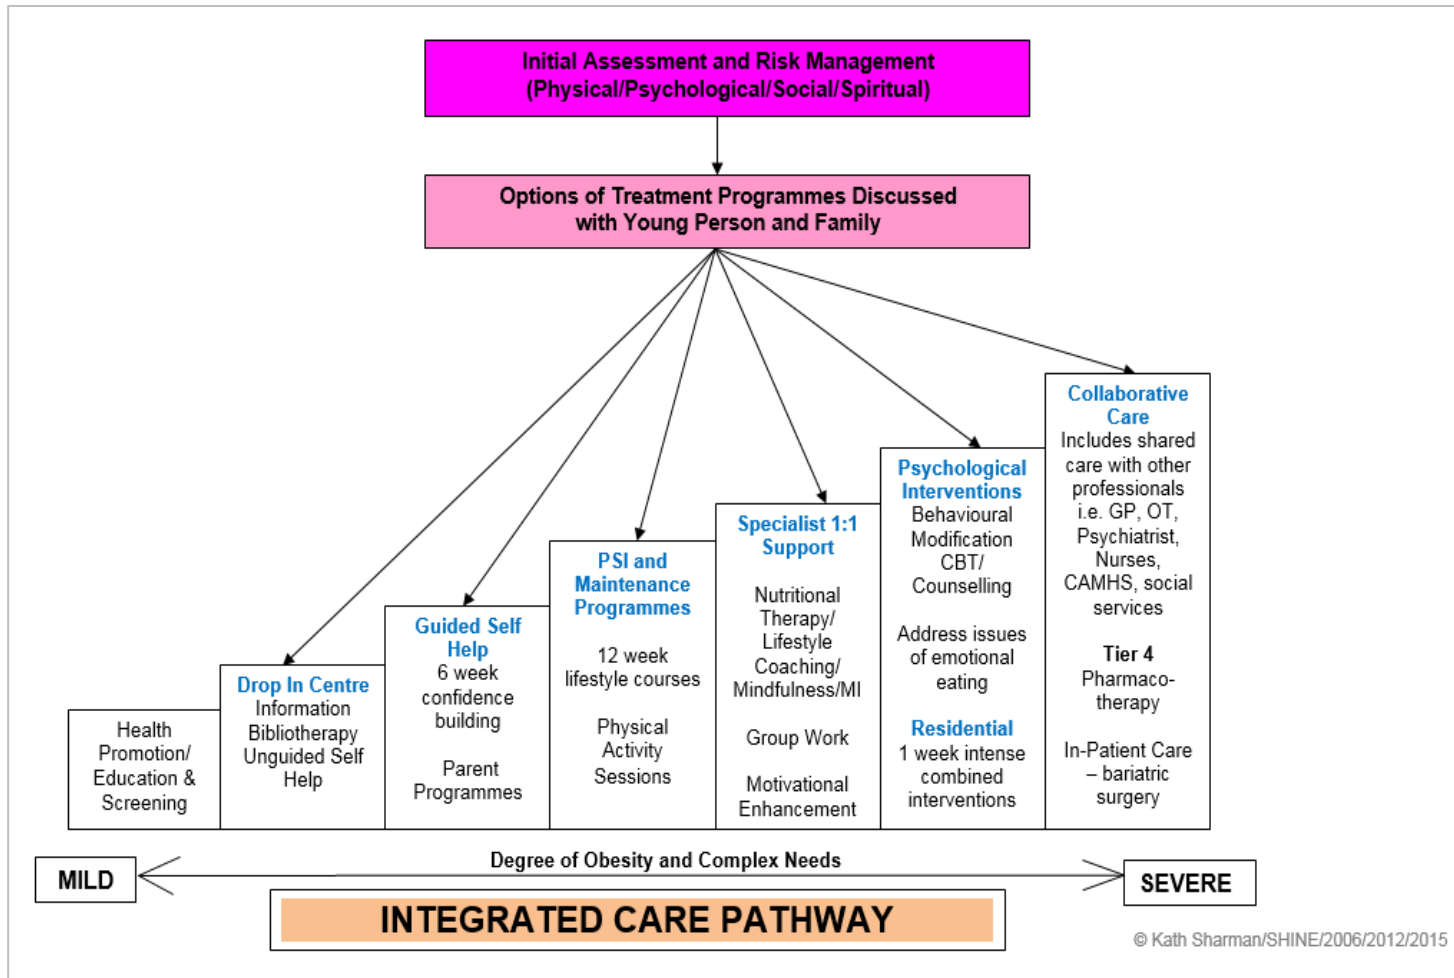 Initial Assessment and Risk Management
(Physical/Psychological/Social/Spiritual)
Options of Treatment Programmes Discussed
with Young Person and Family
Health
Promotion/
Education &
Screening
Drop In Centre
Information
Bibliotherapy
Unguided Self
Help
Guided Self
Help
6 week
confidence
building
Parent
Programmes
PSI and
Maintenance
Programmes
12 week
lifestyle courses
Physical
Activity
Sessions
Specialist 1:1
Support
Nutritional
Therapy/
Lifestyle
Coaching/
Mindfulness/MI
Group Work
Motivational
Enhancement
Psychological
Interventions
Behavioural
Modification
CBT/
Counselling
Address issues
of emotional
eating
Residential
1 week intense
combined
interventions
Collaborative
Care
Includes shared
care with other
professionals
i.e. GP, OT,
Psychiatrist,
Nurses,
CAMHS, social
services
Tier 4
Pharmaco-
therapy
In-Patient Care
– bariatric
surgery
Degree of Obesity and Complex Needs
MILD
SEVERE
INTEGRATED CARE PATHWAY
© Kath Sharman/SHINE/2006/2012/2015